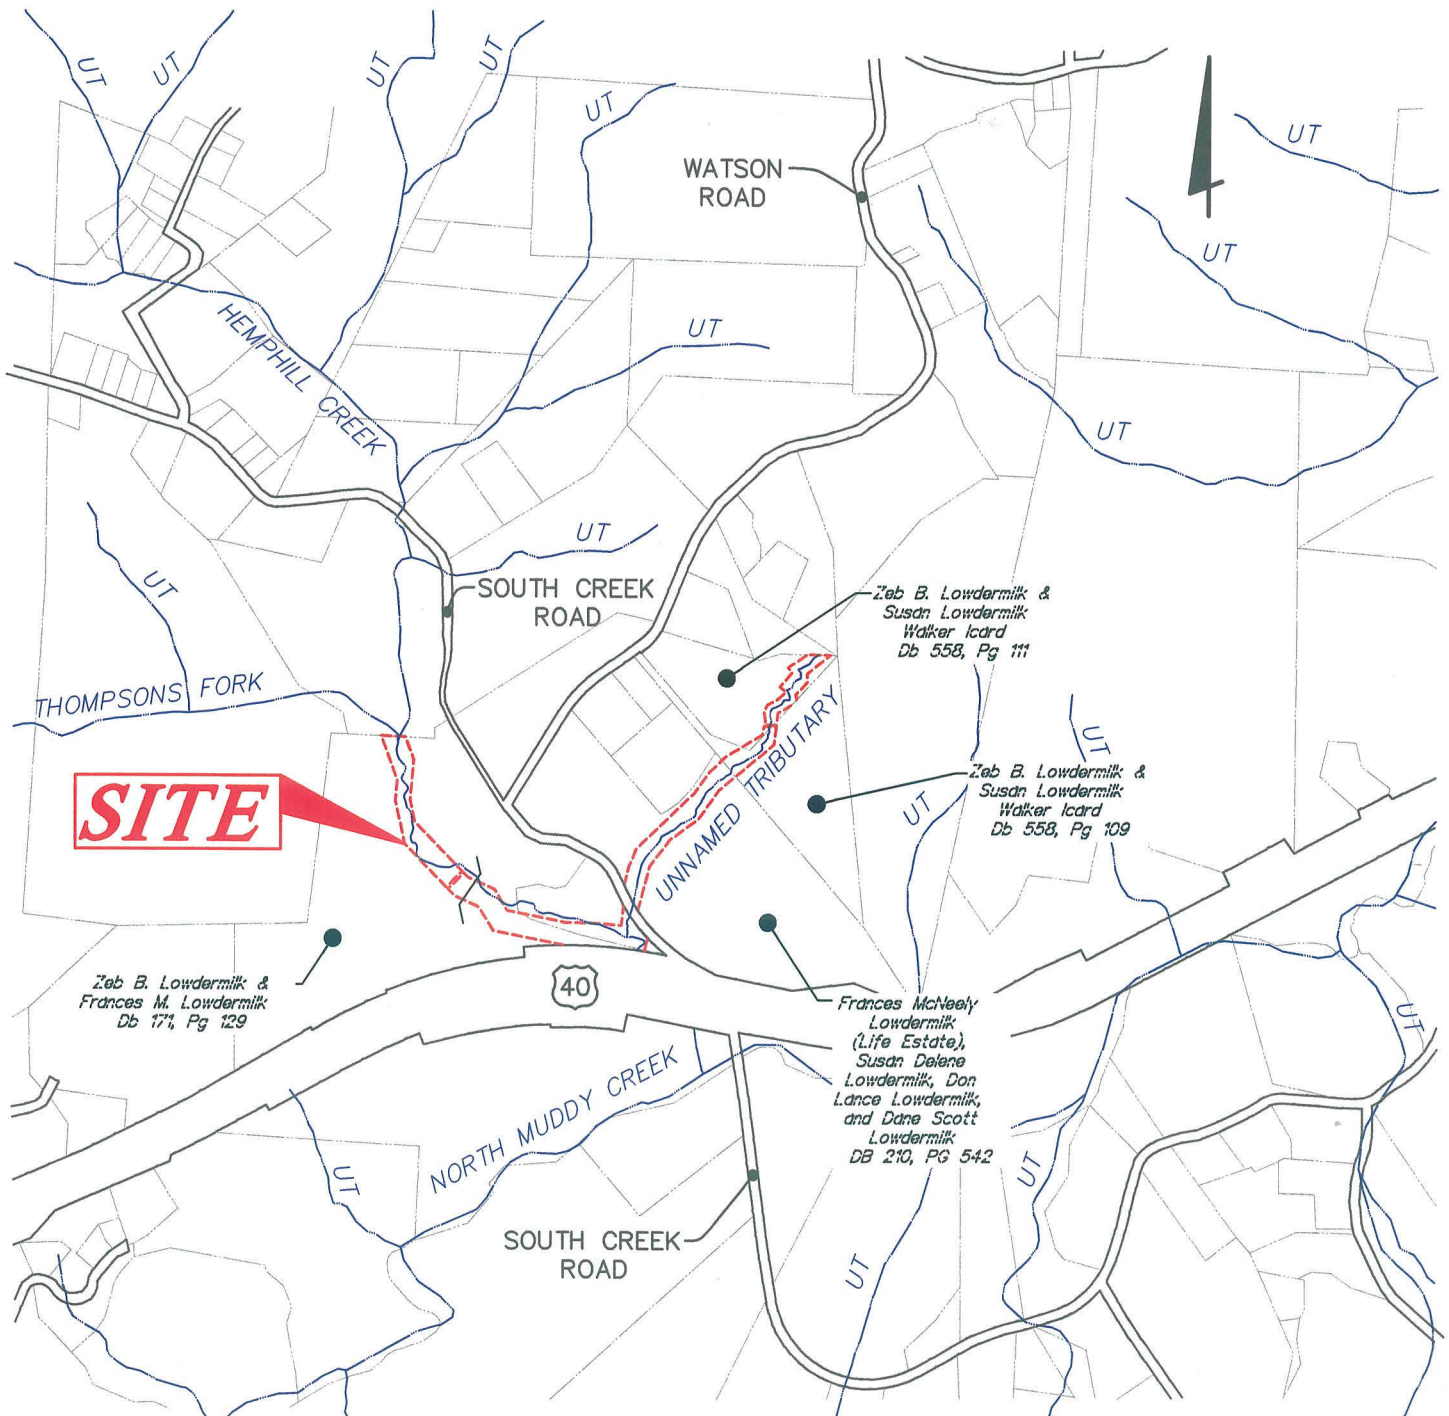 UT
UT
UT
UT
UT
UT
WATSON
ROAD
UT
HEMPHILL CREEK
UT
UT
UT
SOUTH CREEK
ROAD
UT
Zeb B. Lowdermilk &
Susan Lowdermilk
Walker Icard
Db 558, Pg 111
THOMPSONS FORK
UNNAMED TRIBUTARY
UT
Zeb B. Lowdermilk &
Susan Lowdermilk
Walker Icard
Db 558, Pg 109
UT
SITE
Zeb B. Lowdermilk &
Frances M. Lowdermilk
Db 171, Pg 129
40
Frances McNeely
Lowdermilk
(Life Estate),
Susan Delene
Lowdermilk, Don
Lance Lowdermilk,
and Dane Scott
Lowdermilk
DB 210, PG 542
UT
NORTH MUDDY CREEK
UT
UT
SOUTH CREEK
ROAD
UT